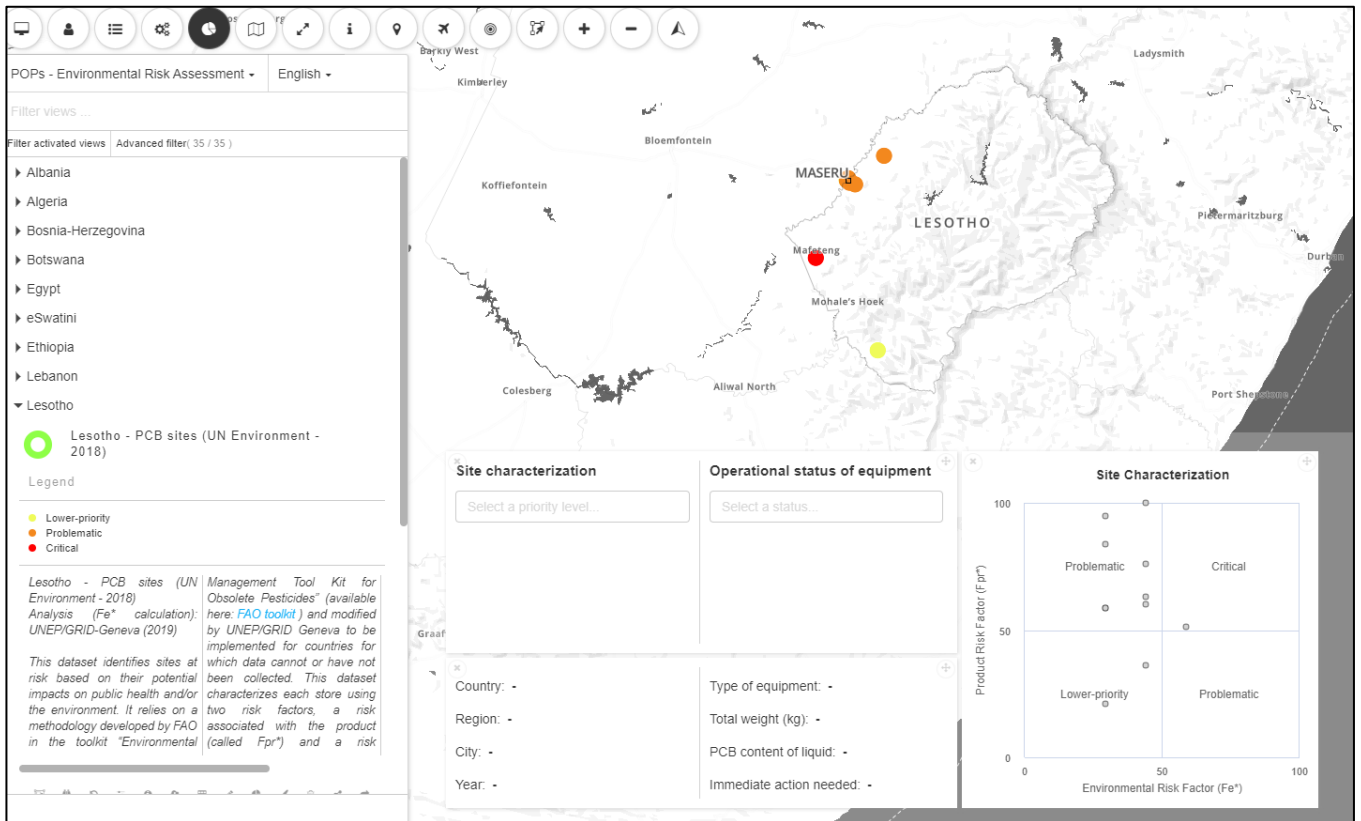 Barkly West
Kimberley
Ladysmith
Bloemfontein
MASERU
Koffiefontein
LESOTHO
Pietermaritzburg
Mafeteng
Durban
Mohale's Hoek
Colesberg
Aliwal North
Port Shepstone
Graaf
POPs - Environmental Risk Assessment
English
Filter views ...
Filter activated views
Advanced filter( 35 / 35 )
Albania
Algeria
Bosnia-Herzegovina
Botswana
Egypt
eSwatini
Ethiopia
Lebanon
Lesotho
Lesotho - PCB sites (UN Environment -
2018)
Legend
Lower-priority
Problematic
Critical
Lesotho - PCB sites (UN
Environment - 2018)
Analysis (Fe* calculation):
UNEP/GRID-Geneva (2019)
This dataset identifies sites at
risk based on their potential
impacts on public health and/or
the environment. It relies on a
methodology developed by FAO
in the toolkit "Environmental
Management Tool Kit for
Obsolete Pesticides" (available
here: FAO toolkit ) and modified
by UNEP/GRID Geneva to be
implemented for countries for
which data cannot or have not
been collected. This dataset
characterizes each store using
two risk factors, a risk
associated with the product
(called Fpr*) and a risk
Site characterization
Select a priority level...
Operational status of equipment
Select a status...
Country: -
Region: -
City: -
Year: -
Type of equipment: -
Total weight (kg): -
PCB content of liquid: -
Immediate action needed: -
Site Characterization
Product Risk Factor (Fpr*)
100
50
0
Problematic
Critical
Lower-priority
Problematic
0
50
100
Environmental Risk Factor (Fe*)